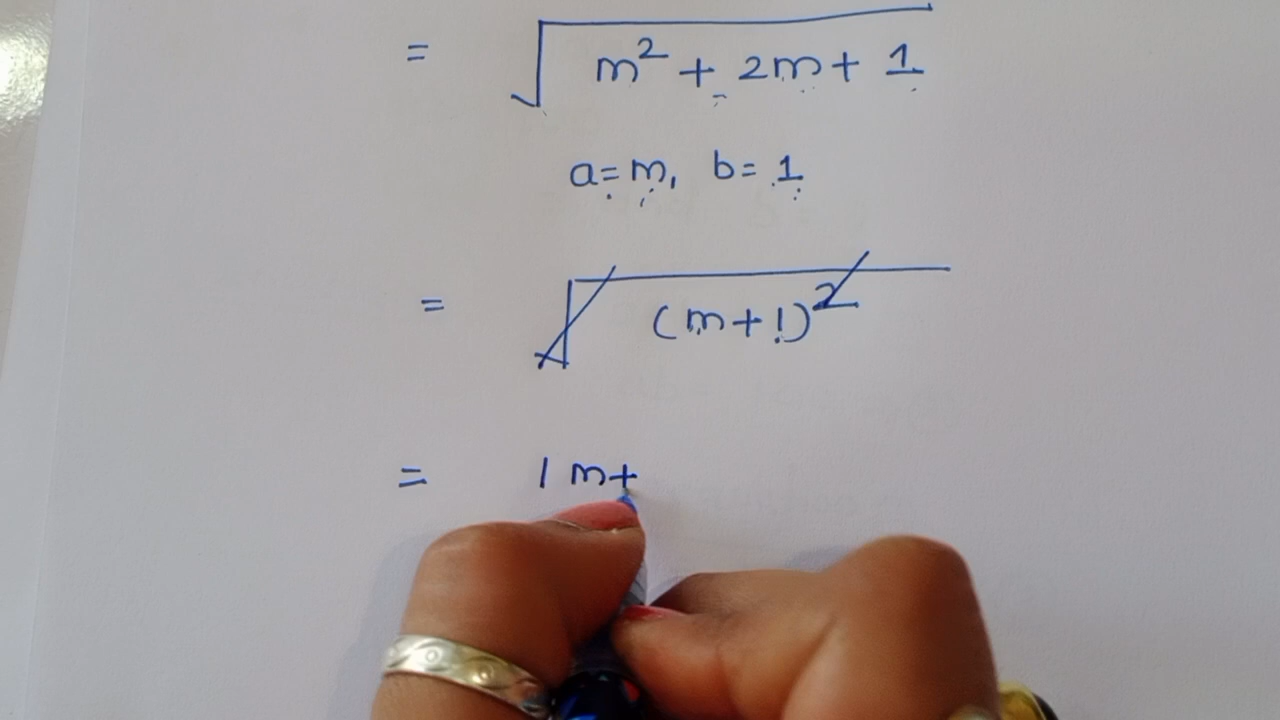 = √(m² + 2m + 1)
a = m, b = 1
= √(m + 1)²
= | m +